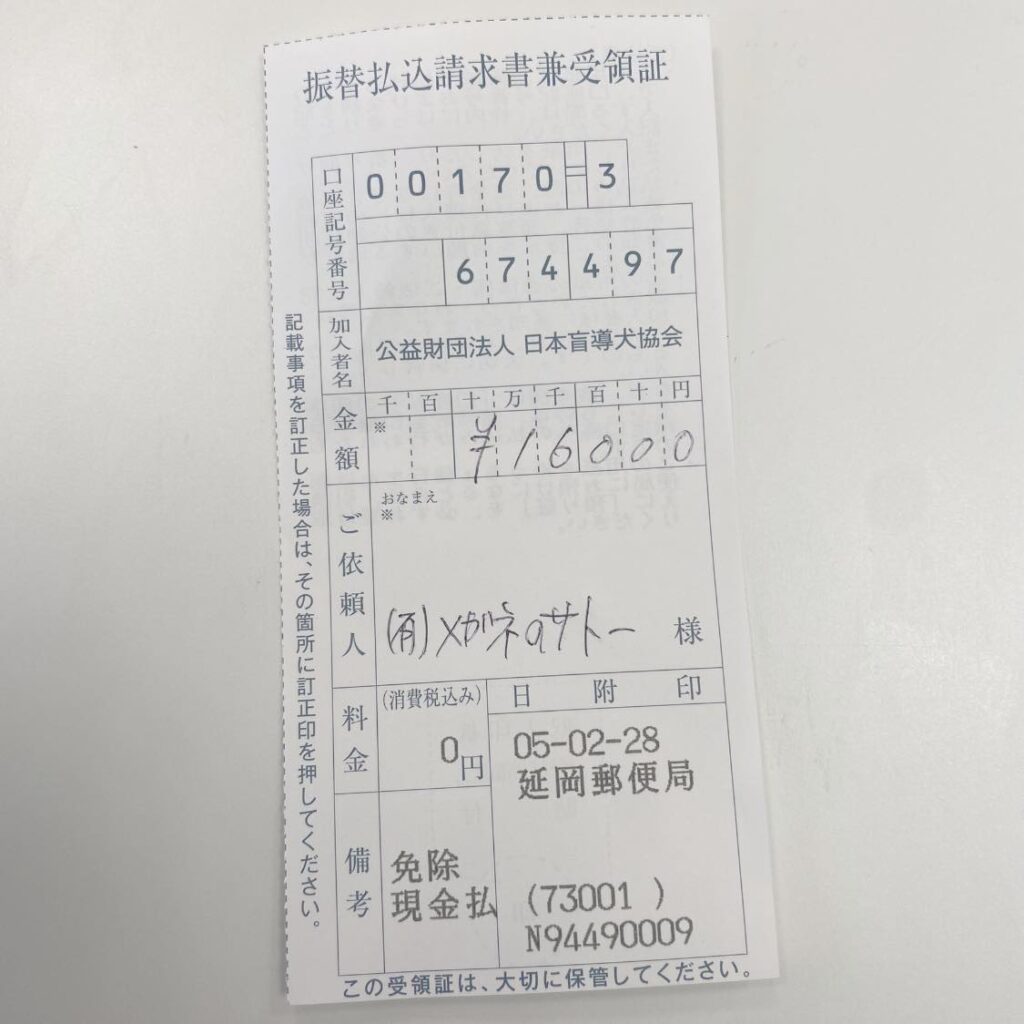 振替払込請求書兼受領証
口座記号番号
00170=3
674497
加入者名
公益財団法人 日本盲導犬協会
金額
千百十万千百十円
※
¥16000
ご依頼人
おなまえ
※
(有)メガネのサトー 様
料金
(消費税込み)
0円
日附印
05-02-28
延岡郵便局
備考
免除
現金払
(73001 )
N94490009
記載事項を訂正した場合は、その箇所に訂正印を押してください。
この受領証は、大切に保管してください。